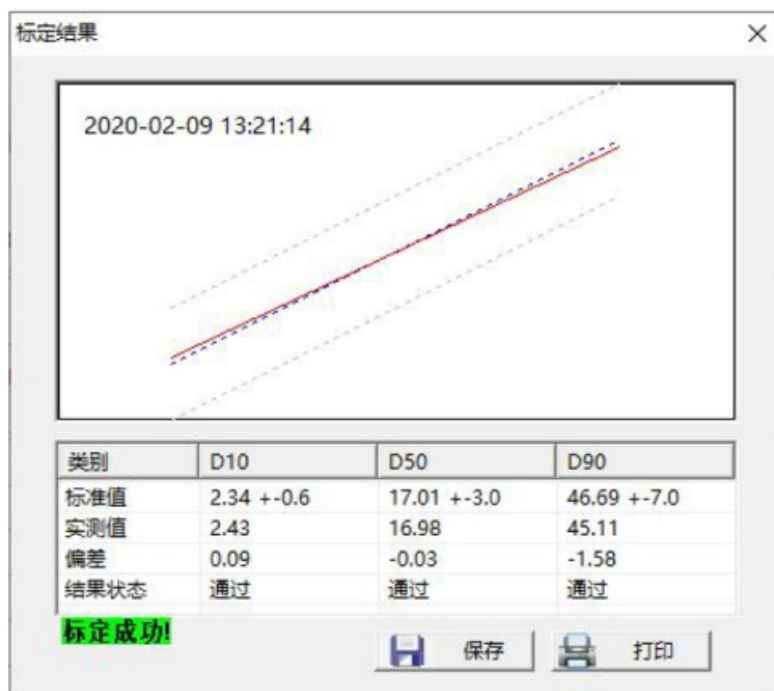 标定结果
2020-02-09 13:21:14
类别 D10 D50 D90
标准值 2.34 +-0.6 17.01 +-3.0 46.69 +-7.0
实测值 2.43 16.98 45.11
偏差 0.09 -0.03 -1.58
结果状态 通过 通过 通过
标定成功!
保存 打印